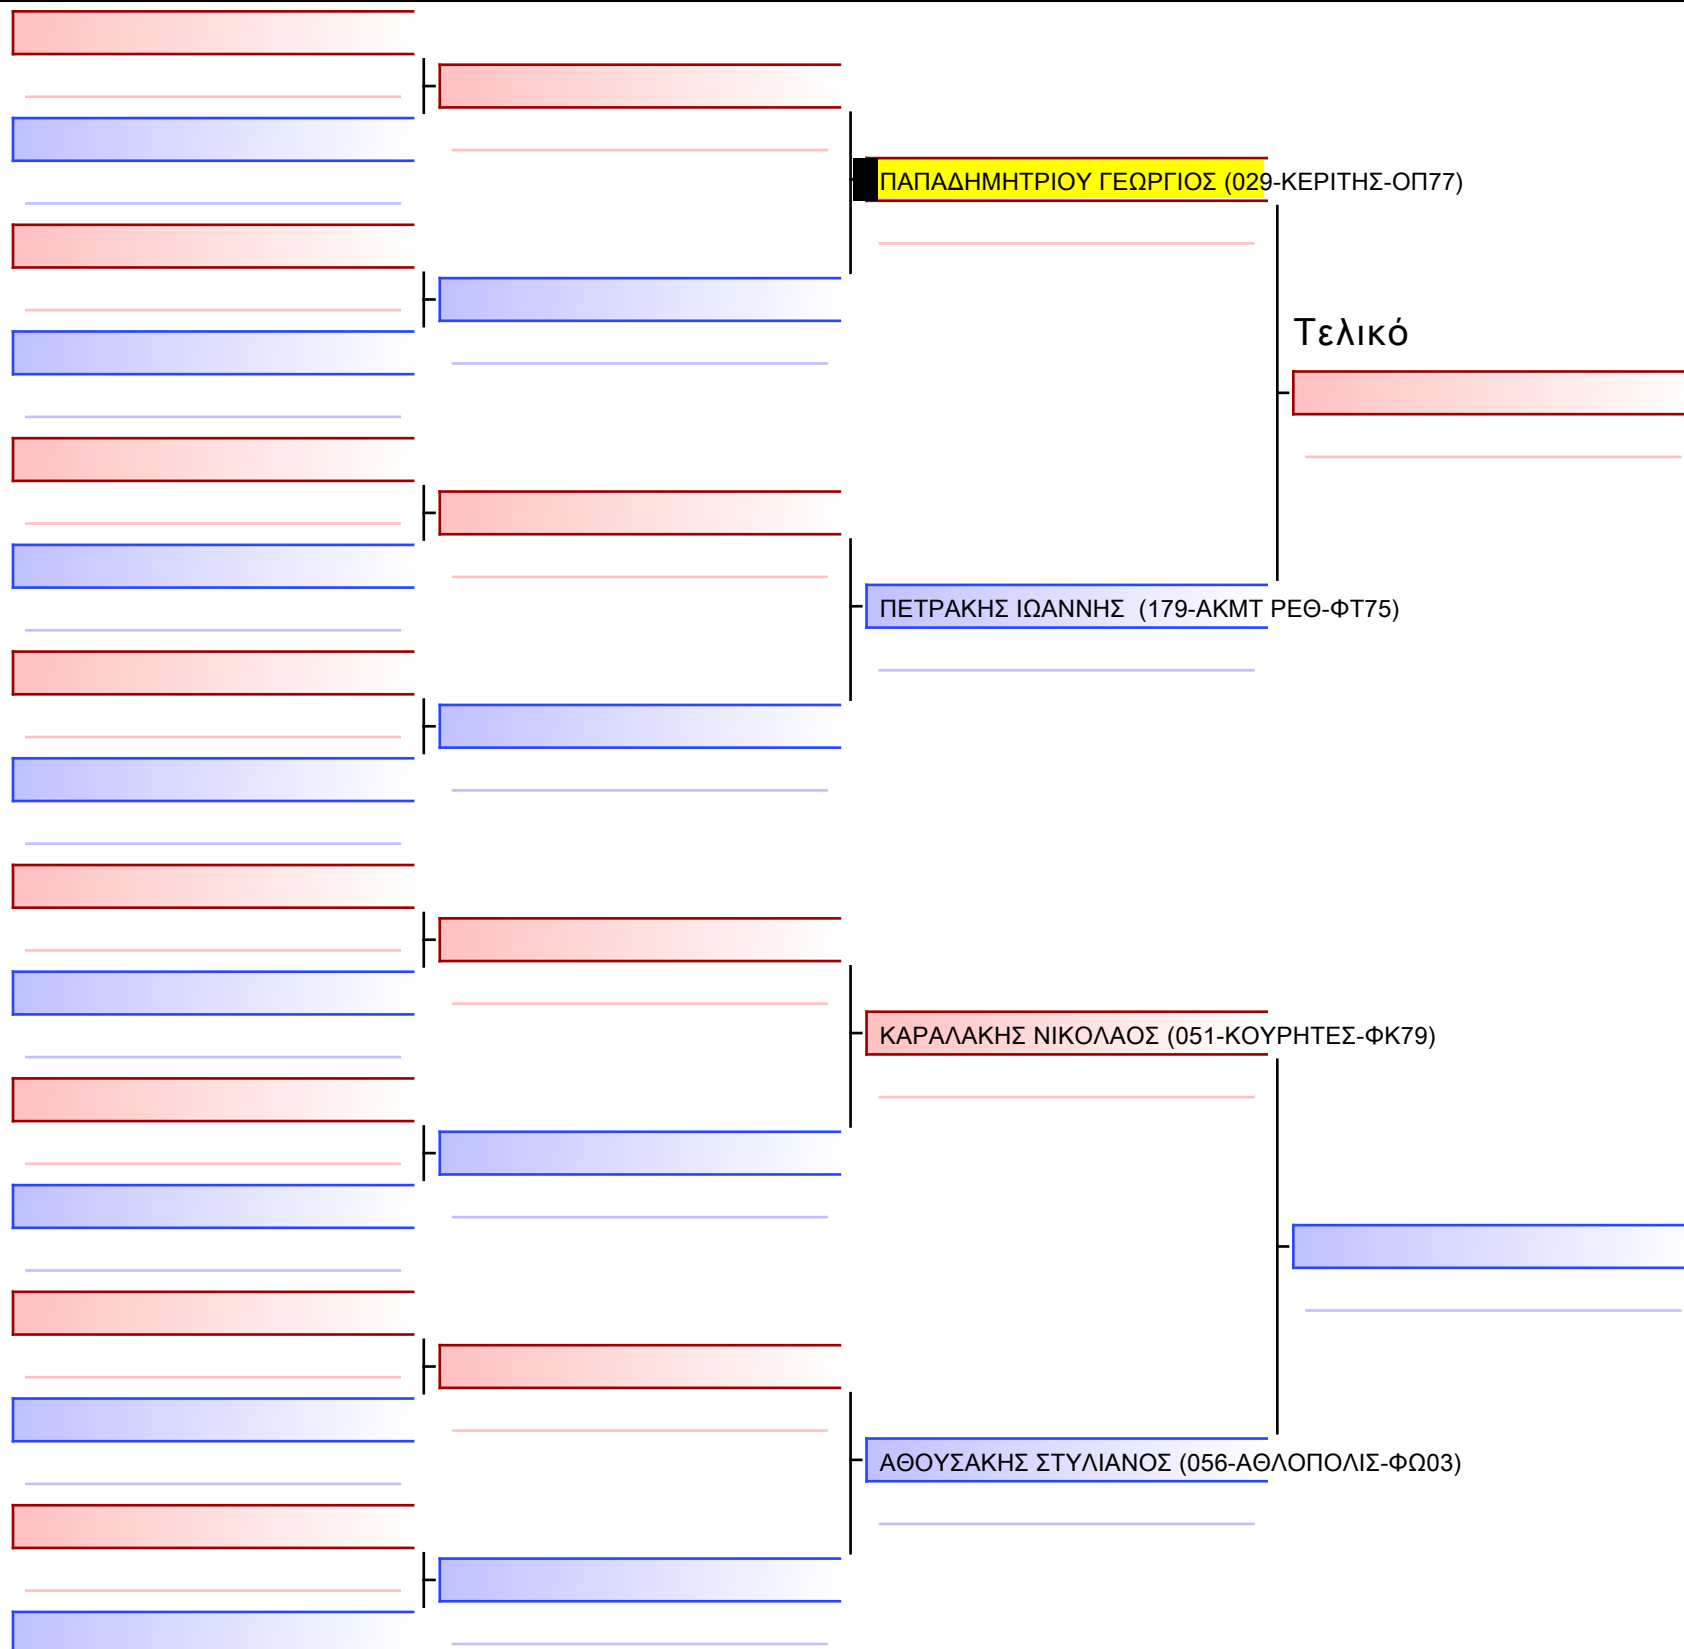 ΠΑΠΑΔΗΜΗΤΡΙΟΥ ΓΕΩΡΓΙΟΣ (029-ΚΕΡΙΤΗΣ-ΟΠ77)
Τελικό
ΠΕΤΡΑΚΗΣ ΙΩΑΝΝΗΣ (179-ΑΚΜΤ ΡΕΘ-ΦΤ75)
ΚΑΡΑΛΑΚΗΣ ΝΙΚΟΛΑΟΣ (051-ΚΟΥΡΗΤΕΣ-ΦΚ79)
ΑΘΟΥΣΑΚΗΣ ΣΤΥΛΙΑΝΟΣ (056-ΑΘΛΟΠΟΛΙΣ-ΦΩ03)